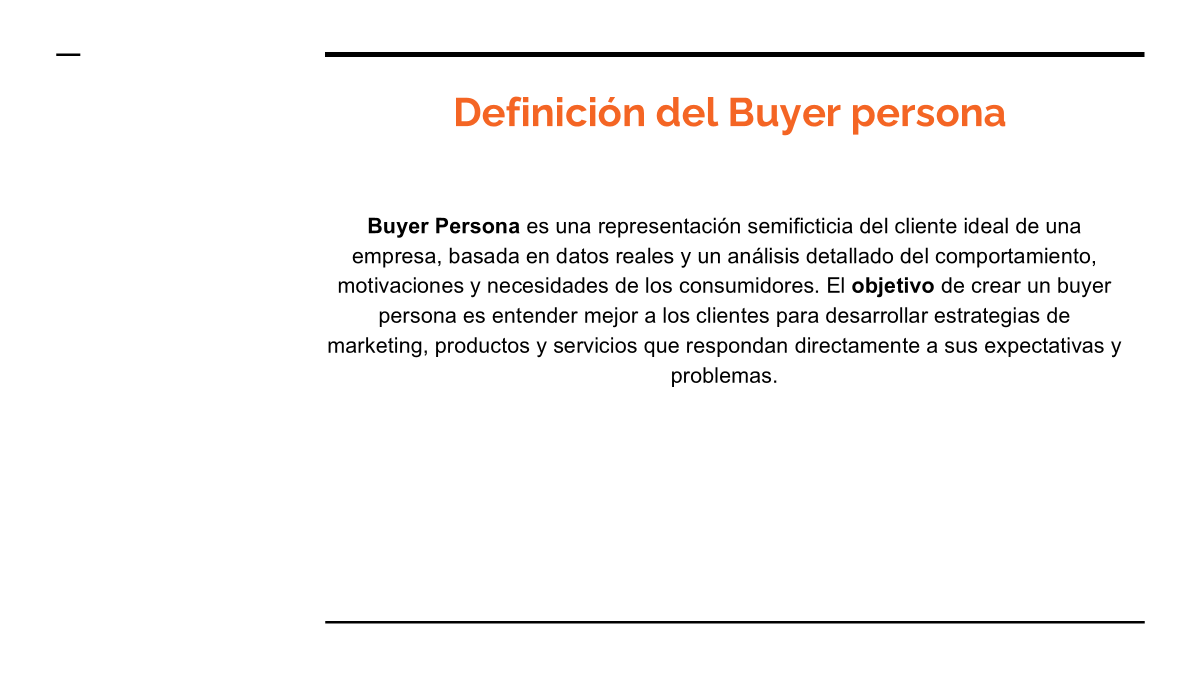 Definición del Buyer persona
Buyer Persona es una representación semificticia del cliente ideal de una
empresa, basada en datos reales y un análisis detallado del comportamiento,
motivaciones y necesidades de los consumidores. El objetivo de crear un buyer
persona es entender mejor a los clientes para desarrollar estrategias de
marketing, productos y servicios que respondan directamente a sus expectativas y
problemas.